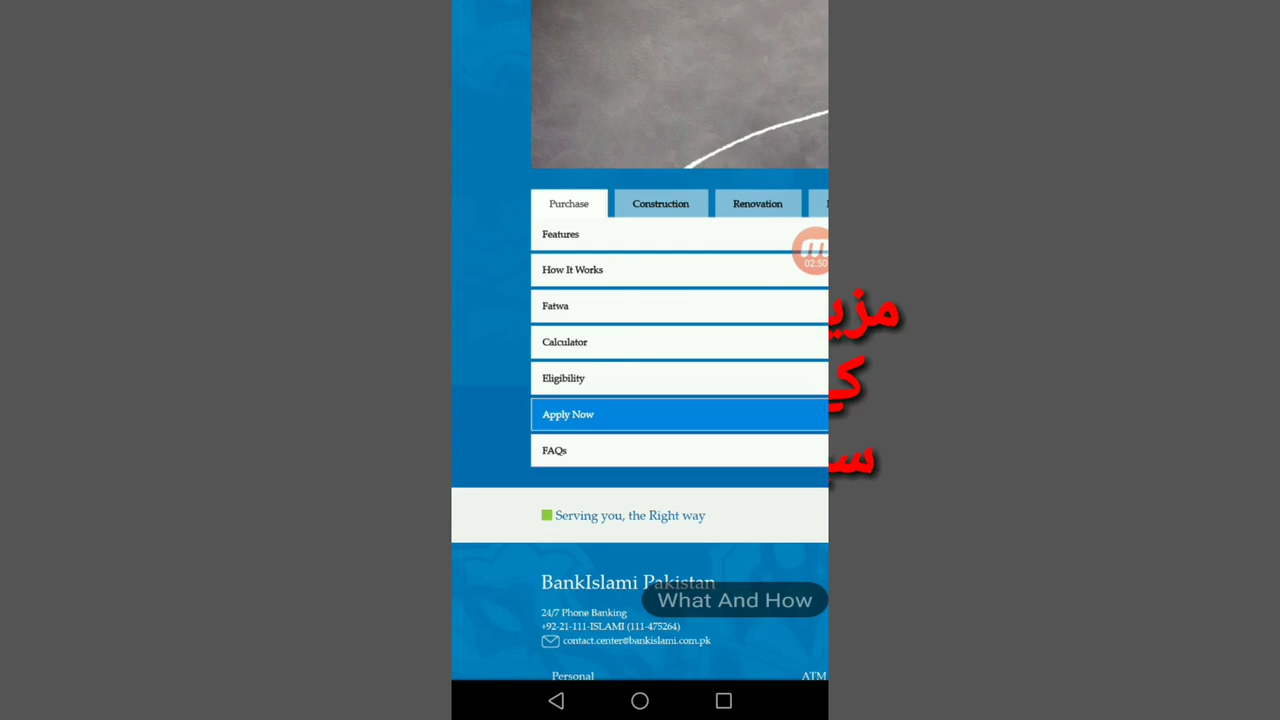 Purchase
Construction
Renovation
Features
02:50
How It Works
Fatwa
Calculator
Eligibility
Apply Now
FAQs
Serving you, the Right way
BankIslami Pakistan
What And How
24/7 Phone Banking
+92-21-111-ISLAMI (111-475264)
contact.center@bankislami.com.pk
Personal
ATM